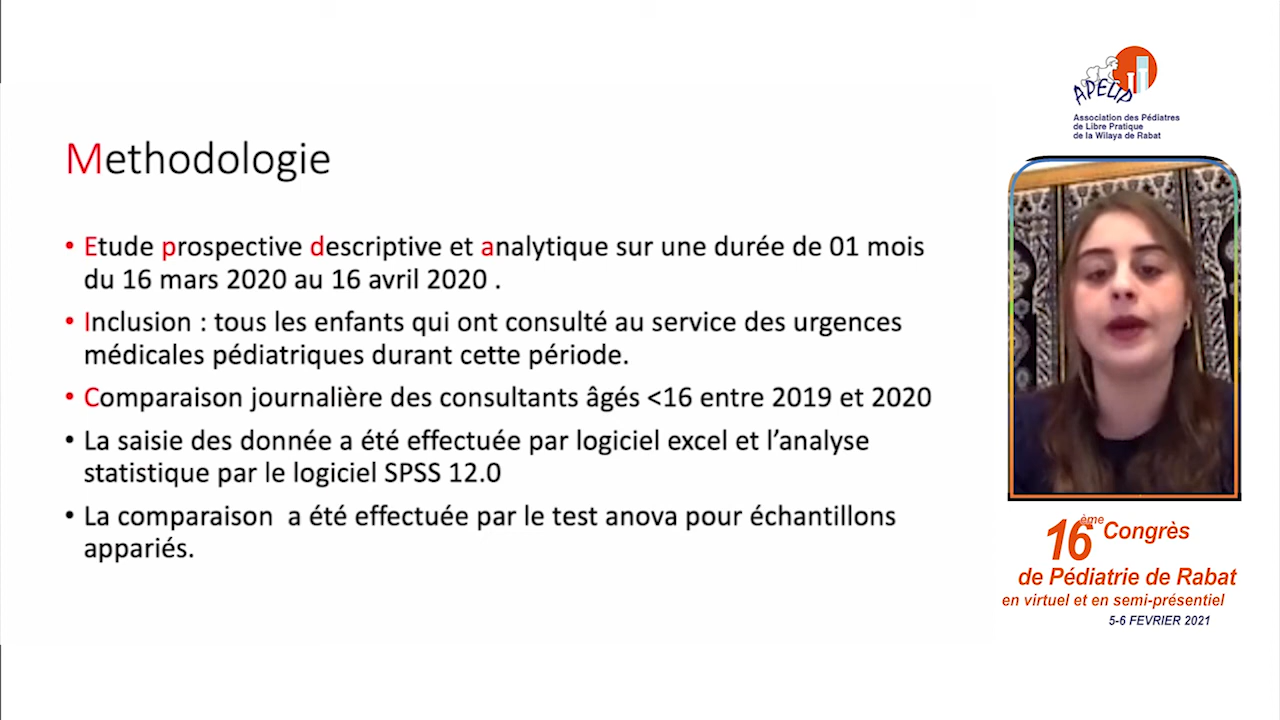 Methodologie
• Etude prospective descriptive et analytique sur une durée de 01 mois
du 16 mars 2020 au 16 avril 2020 .
• Inclusion : tous les enfants qui ont consulté au service des urgences
médicales pédiatriques durant cette période.
• Comparaison journalière des consultants âgés <16 entre 2019 et 2020
• La saisie des donnée a été effectuée par logiciel excel et l’analyse
statistique par le logiciel SPSS 12.0
• La comparaison  a été effectuée par le test anova pour échantillons
appariés.
APELIP
Association des Pédiatres
de Libre Pratique
de la Wilaya de Rabat
16ème Congrès
de Pédiatrie de Rabat
en virtuel et en semi-présentiel
5-6 FEVRIER 2021